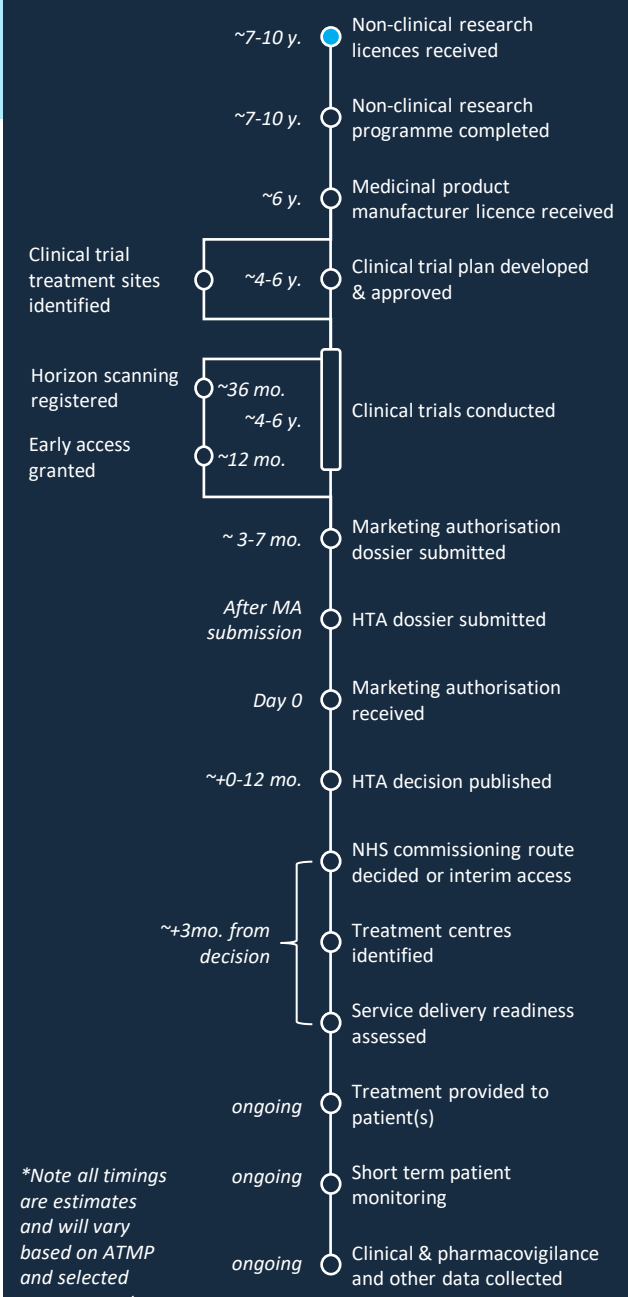 ~7-10 y.
Non-clinical research
licences received
~7-10 y.
Non-clinical research
programme completed
~6 y.
Medicinal product
manufacturer licence received
Clinical trial
treatment sites
identified
~4-6 y.
Clinical trial plan developed
& approved
Horizon scanning
registered
~36 mo.
~4-6 y.
Clinical trials conducted
Early access
granted
~12 mo.
~ 3-7 mo.
Marketing authorisation
dossier submitted
After MA
submission
HTA dossier submitted
Day 0
Marketing authorisation
received
~+0-12 mo.
HTA decision published
NHS commissioning route
decided or interim access
~+3mo. from
decision
Treatment centres
identified
Service delivery readiness
assessed
ongoing
Treatment provided to
patient(s)
ongoing
Short term patient
monitoring
ongoing
Clinical & pharmacovigilance
and other data collected
*Note all timings
are estimates
and will vary
based on ATMP
and selected